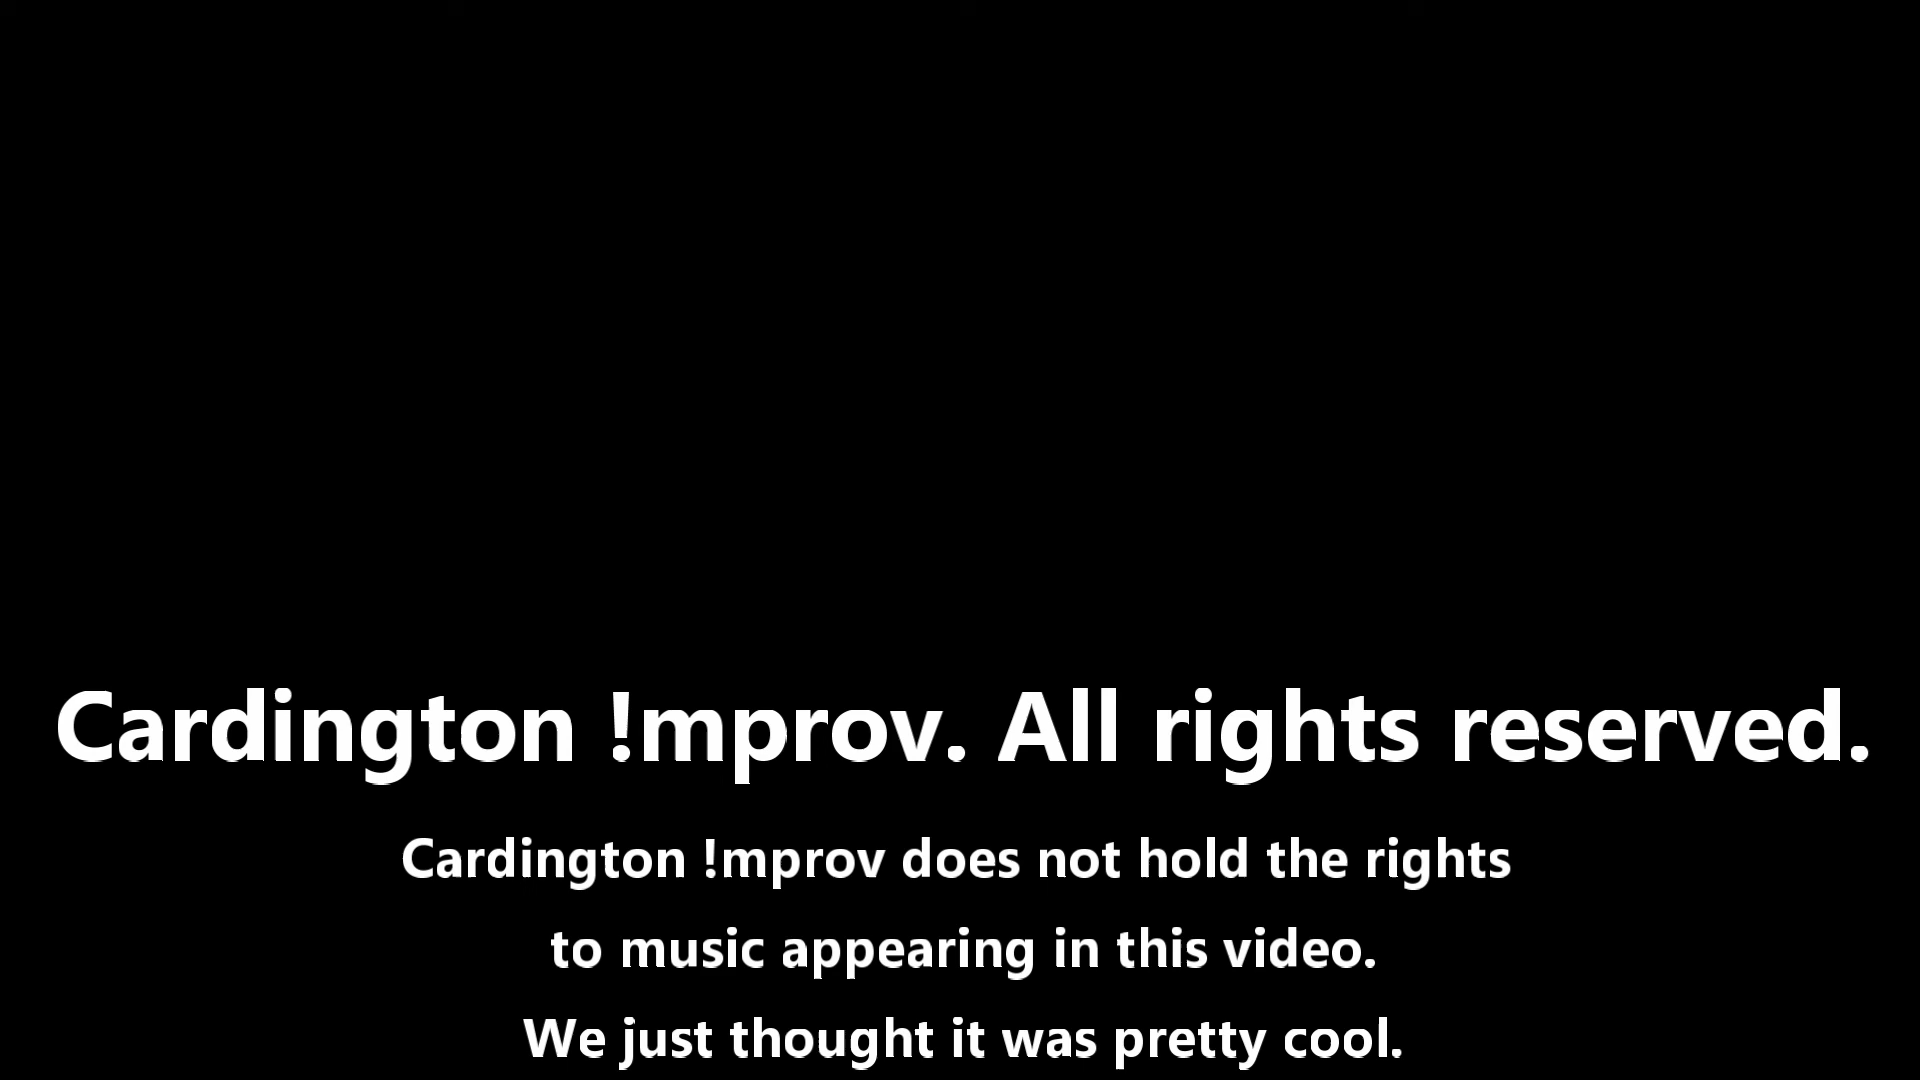 Cardington !mprov. All rights reserved.
Cardington !mprov does not hold the rights
to music appearing in this video.
We just thought it was pretty cool.